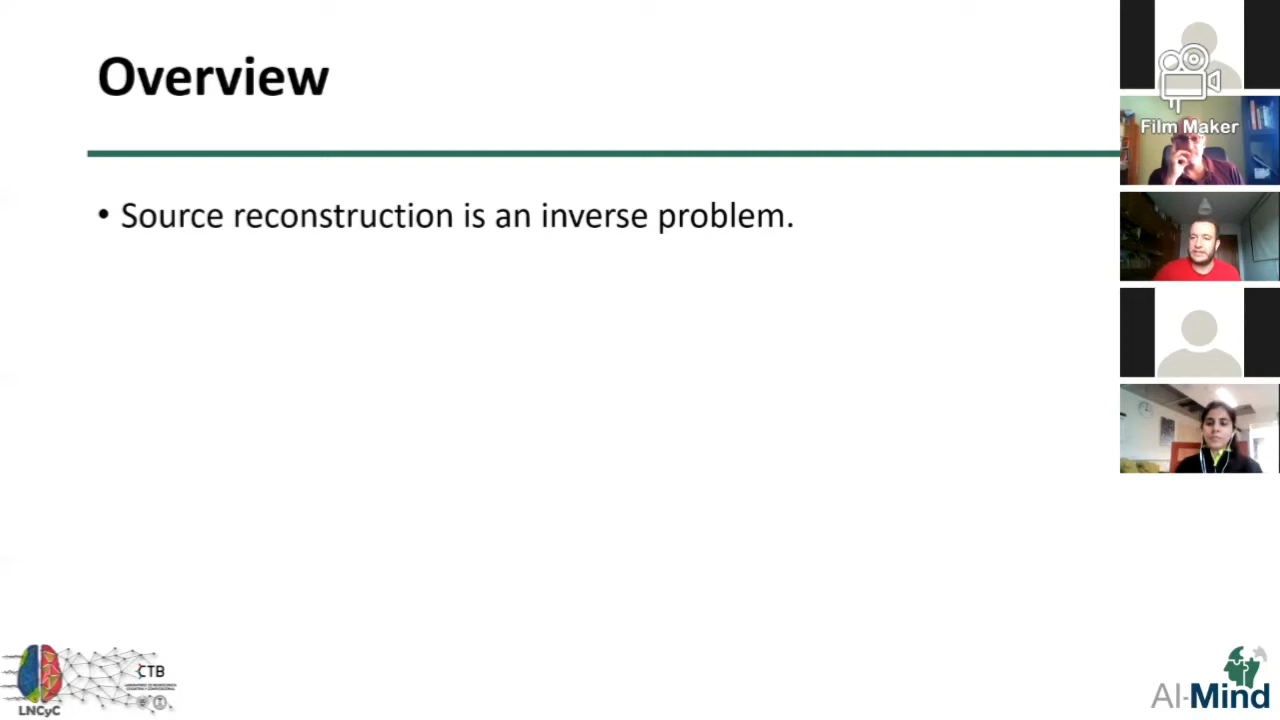 Overview
• Source reconstruction is an inverse problem.
Film Maker
CTB
LNCyC
AI-Mind